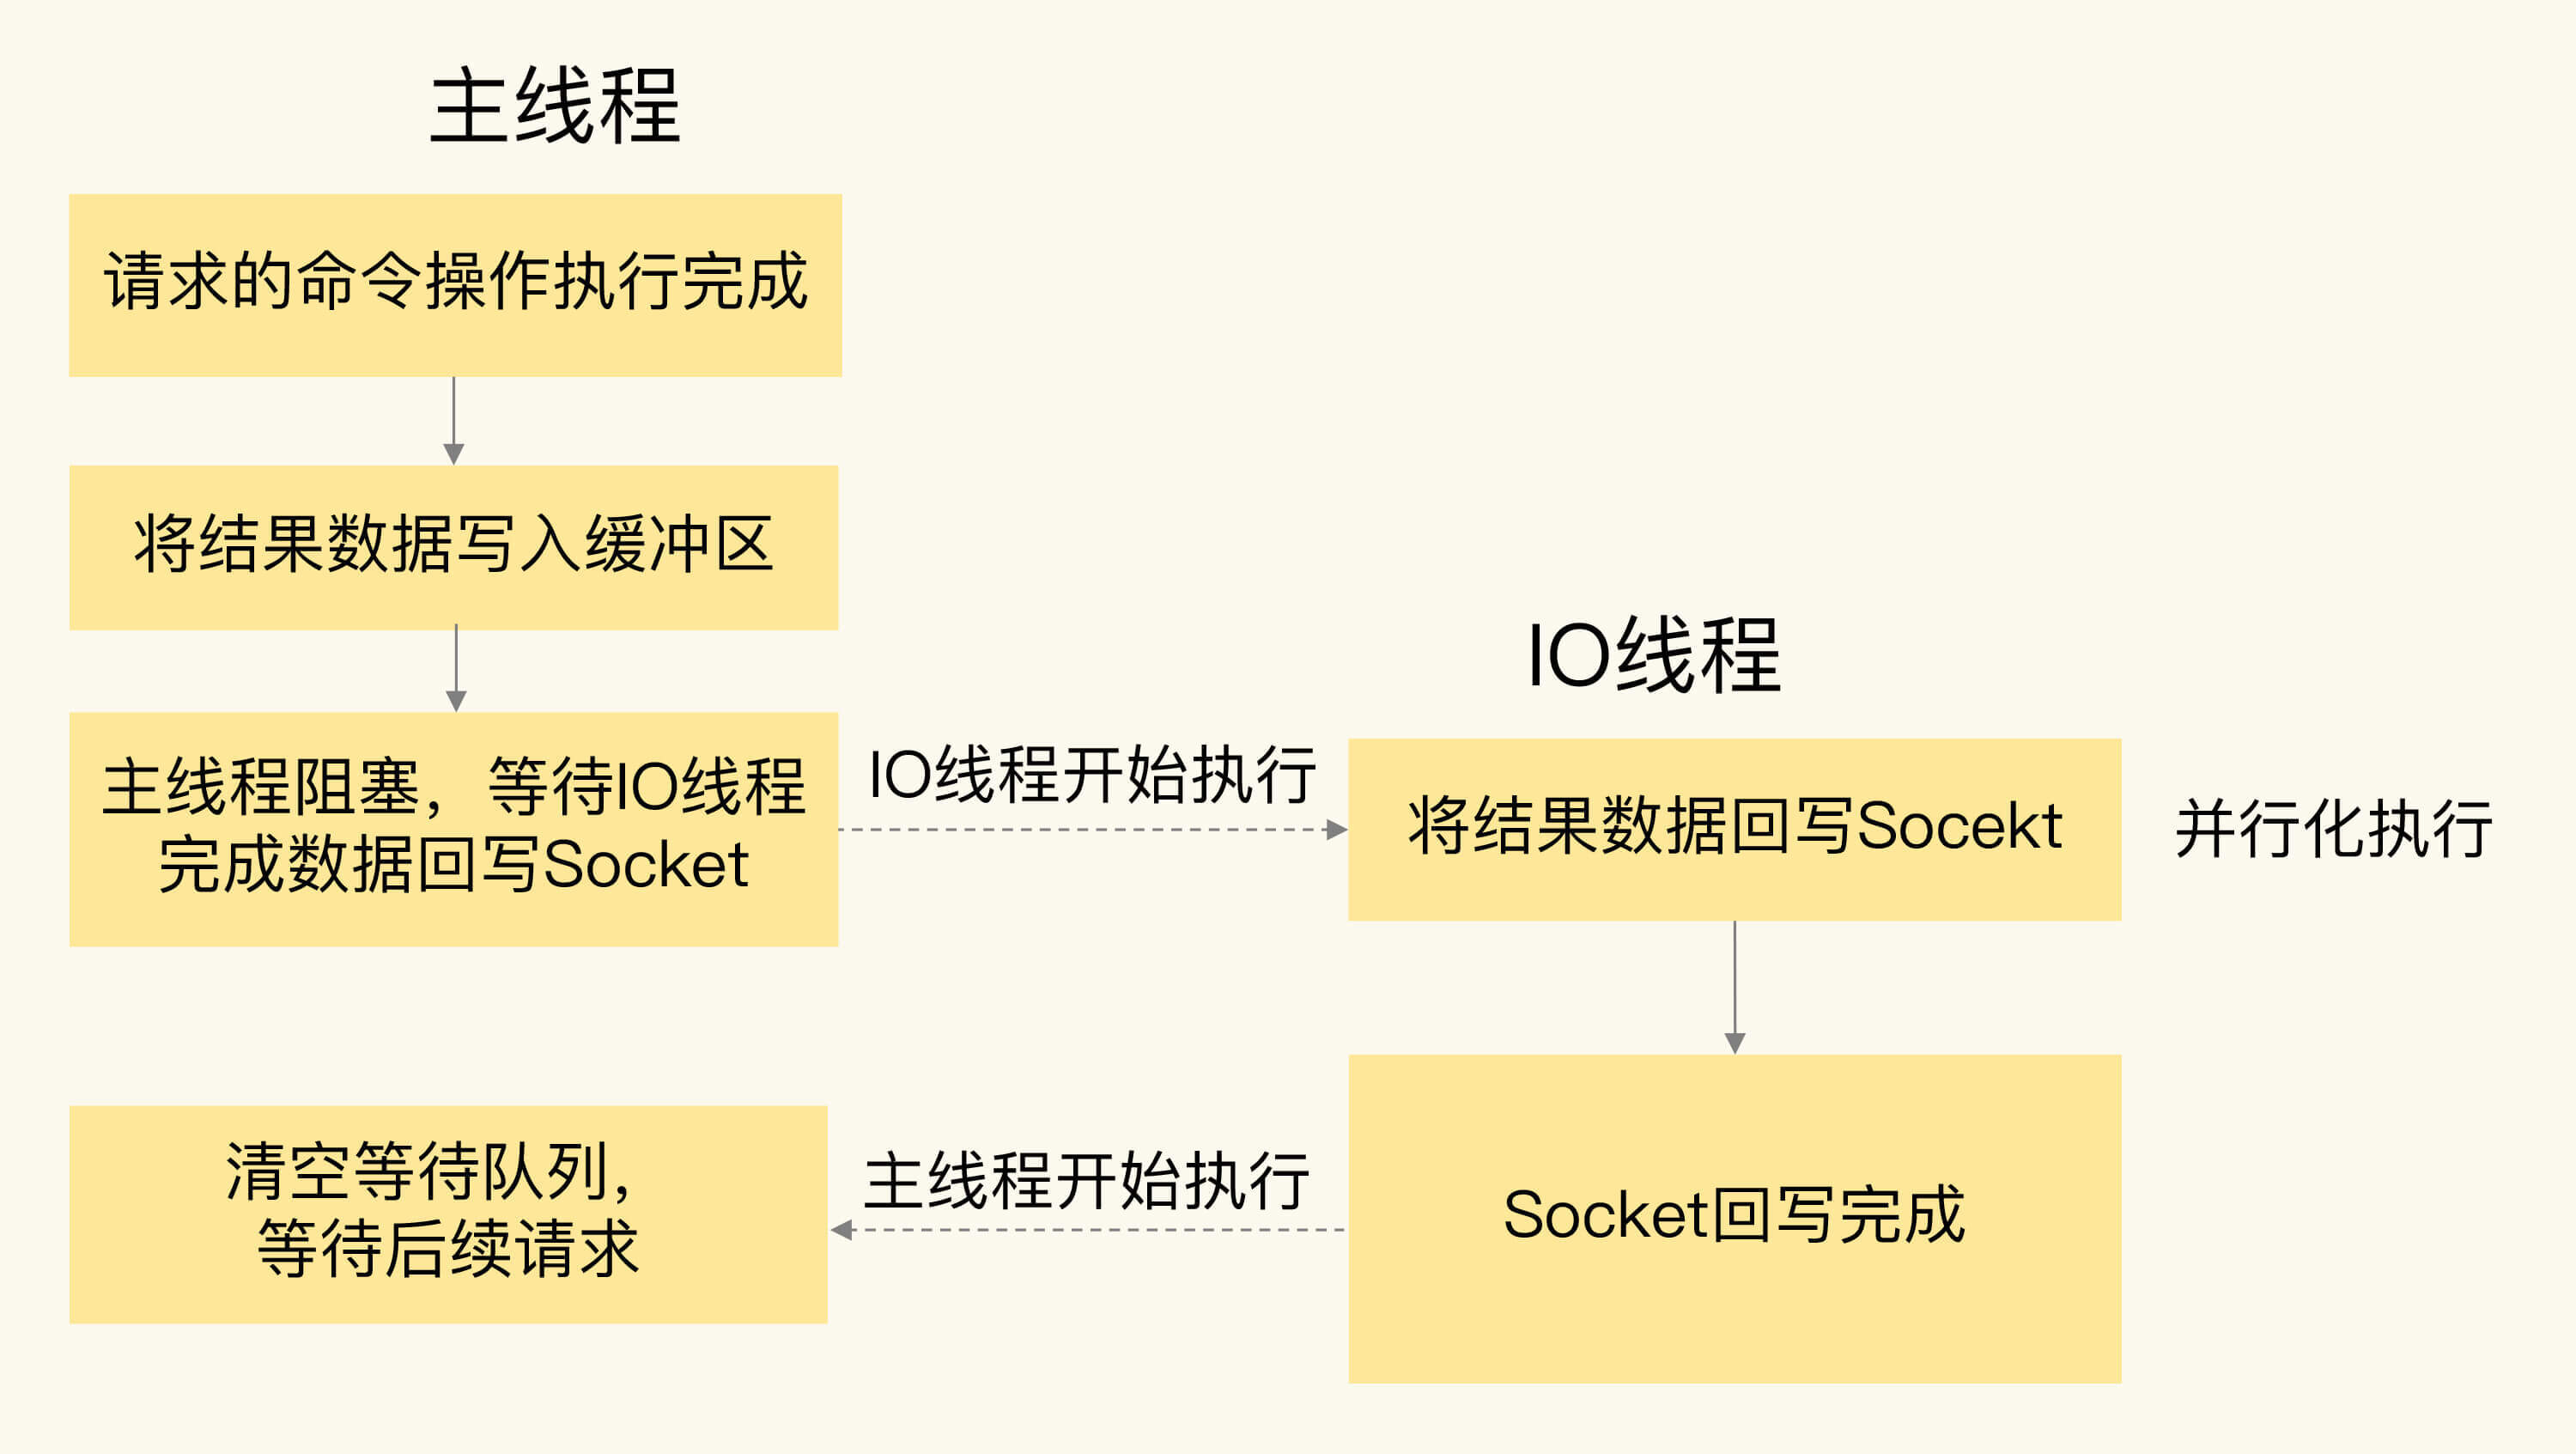 主线程
请求的命令操作执行完成
将结果数据写入缓冲区
主线程阻塞，等待IO线程
完成数据回写Socket
IO线程开始执行
IO线程
将结果数据回写Socekt
并行化执行
Socket回写完成
主线程开始执行
清空等待队列，
等待后续请求